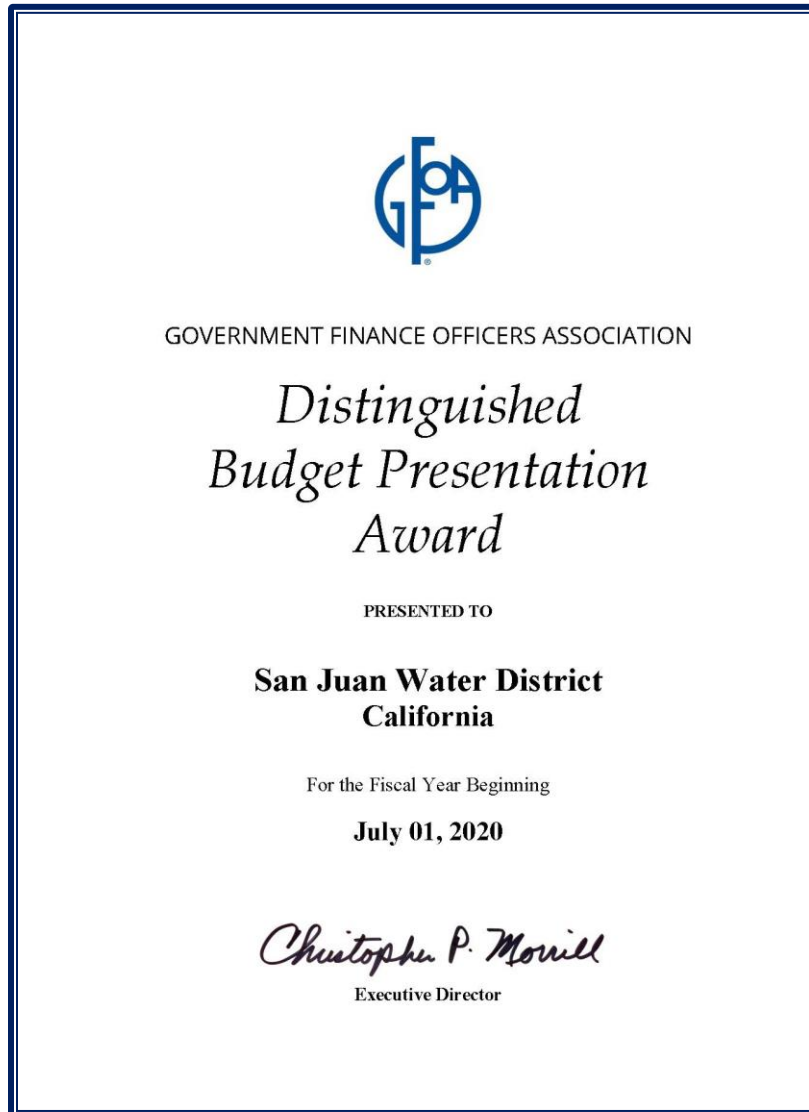 GFOA
®
GOVERNMENT FINANCE OFFICERS ASSOCIATION
Distinguished
Budget Presentation
Award
PRESENTED TO
San Juan Water District
California
For the Fiscal Year Beginning
July 01, 2020
Christopher P. Morrill
Executive Director